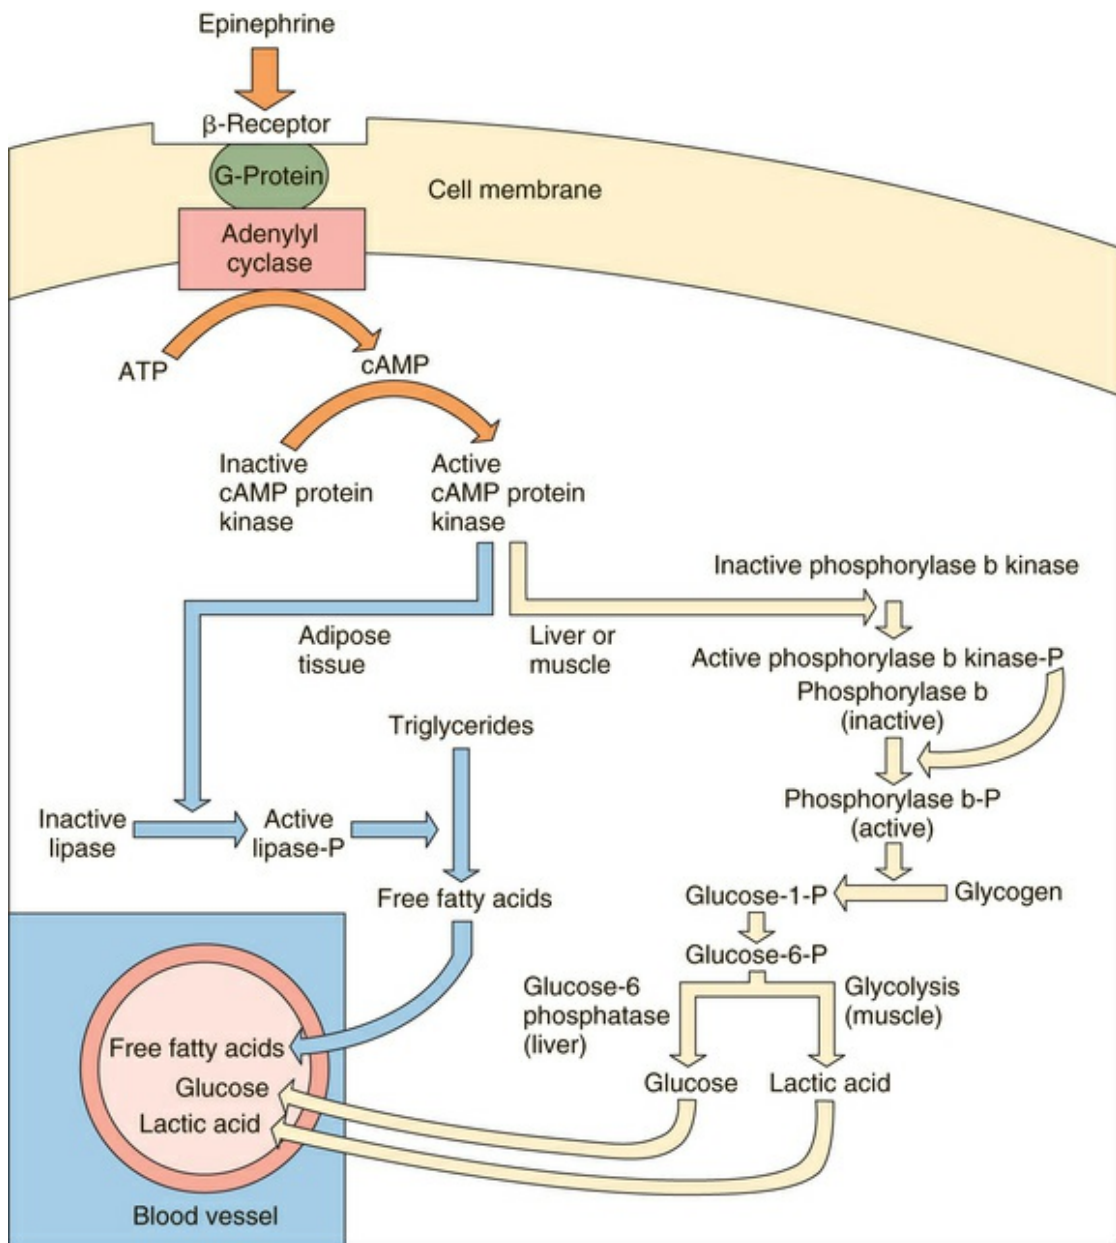 Epinephrine
β-Receptor
G-Protein
Cell membrane
Adenylyl
cyclase
ATP
cAMP
Inactive
cAMP protein
kinase
Active
cAMP protein
kinase
Inactive phosphorylase b kinase
Adipose
tissue
Liver or
muscle
Active phosphorylase b kinase-P
Phosphorylase b
(inactive)
Triglycerides
Phosphorylase b-P
(active)
Inactive
lipase
Active
lipase-P
Free fatty acids
Glucose-1-P
Glycogen
Glucose-6-P
Glucose-6
phosphatase
(liver)
Glycolysis
(muscle)
Free fatty acids
Glucose
Lactic acid
Glucose
Lactic acid
Blood vessel